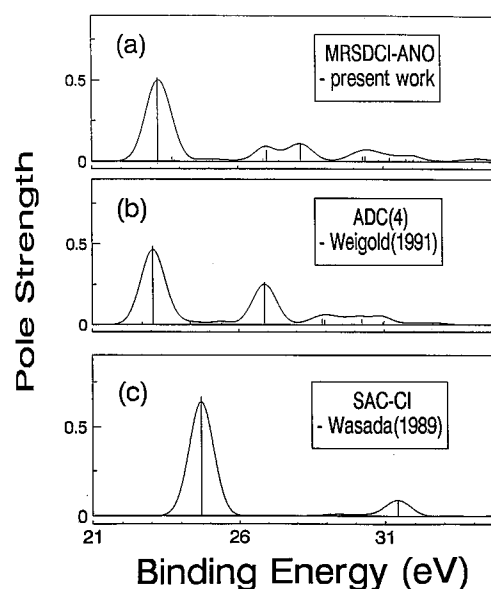 (a)
MRSDCI-ANO
- present work
0.5
0
(b)
ADC(4)
- Weigold(1991)
0.5
0
(c)
SAC-CI
- Wasada(1989)
0.5
0
21
26
31
Pole Strength
Binding Energy (eV)